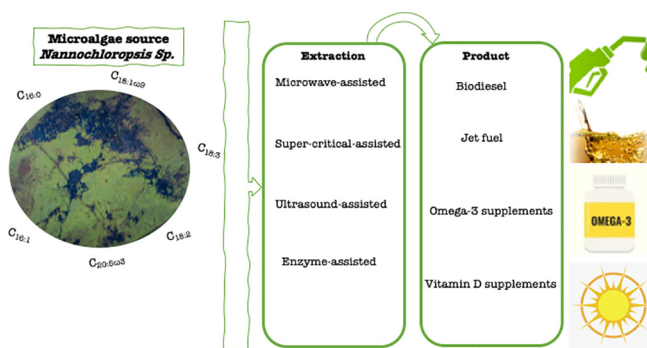 Microalgae source
Nannochloropsis Sp.
C18:1ω9
C16:0
C18:3
C16:1
C18:2
C20:5ω3
Extraction
Microwave-assisted
Super-critical-assisted
Ultrasound-assisted
Enzyme-assisted
Product
Biodiesel
Jet fuel
Omega-3 supplements
Vitamin D supplements
OMEGA-3